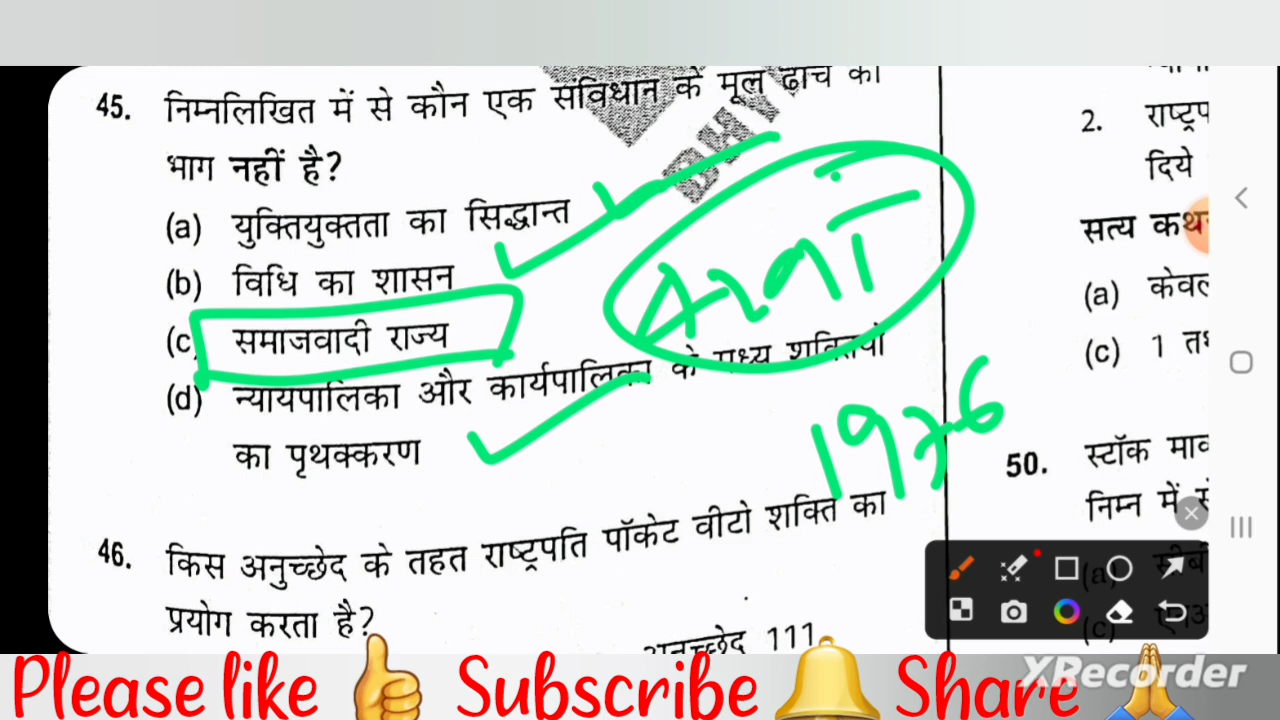 45. निम्नलिखित में से कौन एक संविधान के मूल ढाँचे का
भाग नहीं है?
(a) युक्तियुक्तता का सिद्धान्त
(b) विधि का शासन
(c) समाजवादी राज्य
(d) न्यायपालिका और कार्यपालिका के मध्य शक्तियों
का पृथक्करण
1976
46. किस अनुच्छेद के तहत राष्ट्रपति पॉकेट वीटो शक्ति का
प्रयोग करता है?
अनुच्छेद 111
2. राष्ट्रप
दिये
सत्य कथ
(a) केवल
(c) 1 तथ
50. स्टॉक मार्क
निम्न में से
(a)
(c)
Please like Subscribe Share
XRecorder